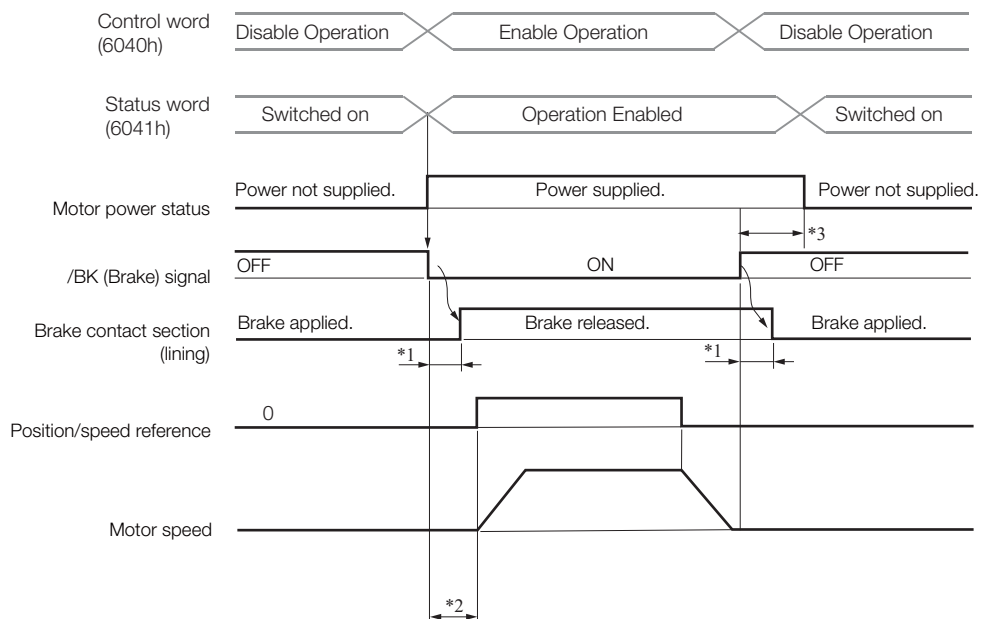 Control word
(6040h)
Disable Operation
Enable Operation
Disable Operation
Status word
(6041h)
Switched on
Operation Enabled
Switched on
Motor power status
Power not supplied.
Power supplied.
Power not supplied.
*3
/BK (Brake) signal
OFF
ON
OFF
Brake contact section
(lining)
Brake applied.
Brake released.
Brake applied.
*1
*1
Position/speed reference
0
Motor speed
*2